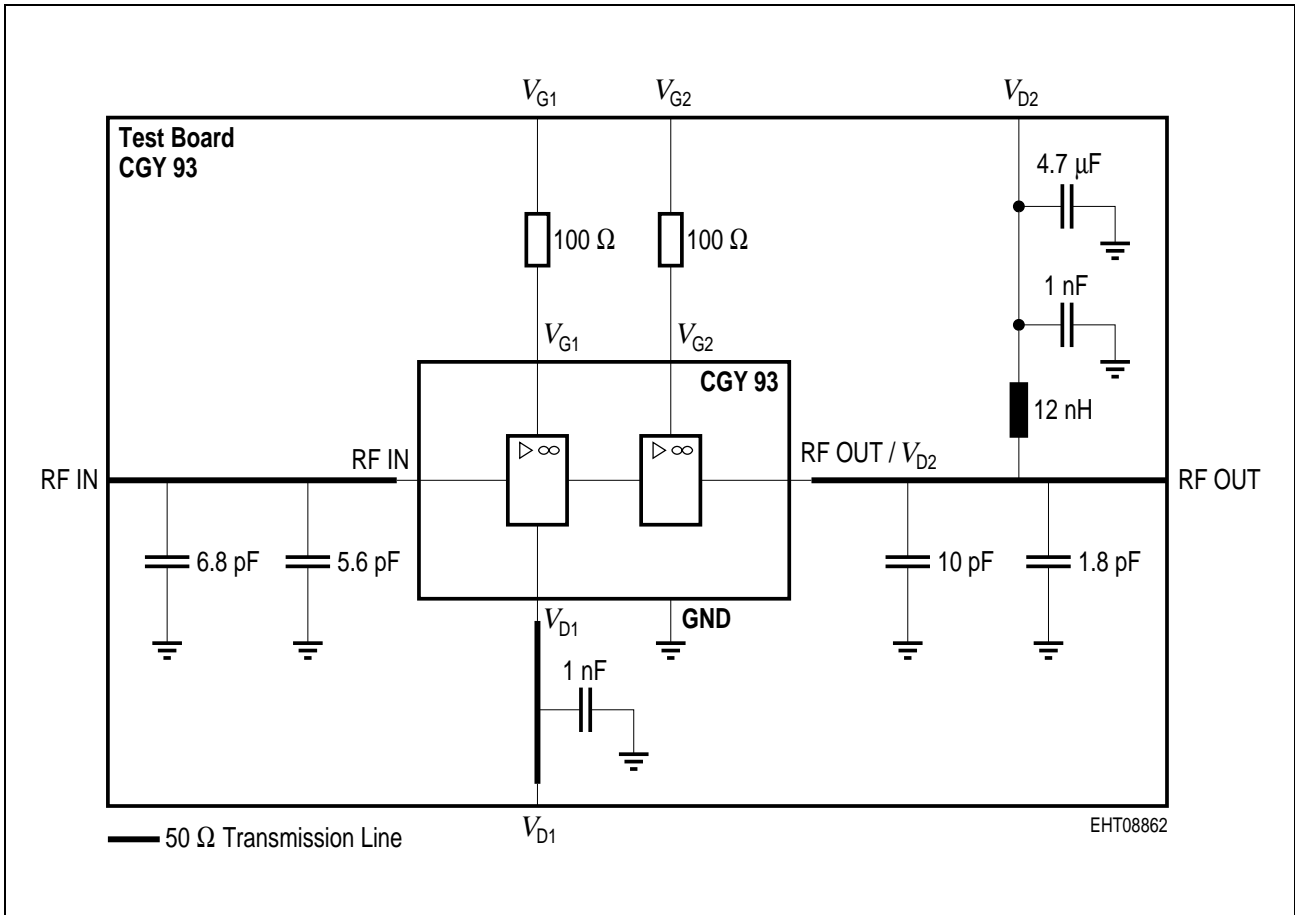 V_G1 V_G2 V_D2
Test Board
CGY 93
4.7 µF
100 Ω 100 Ω
1 nF
V_G1 V_G2
CGY 93
12 nH
▷ ∞ ▷ ∞
RF IN RF IN RF OUT / V_D2 RF OUT
6.8 pF 5.6 pF 10 pF 1.8 pF
V_D1 GND
1 nF
V_D1
50 Ω Transmission Line
EHT08862